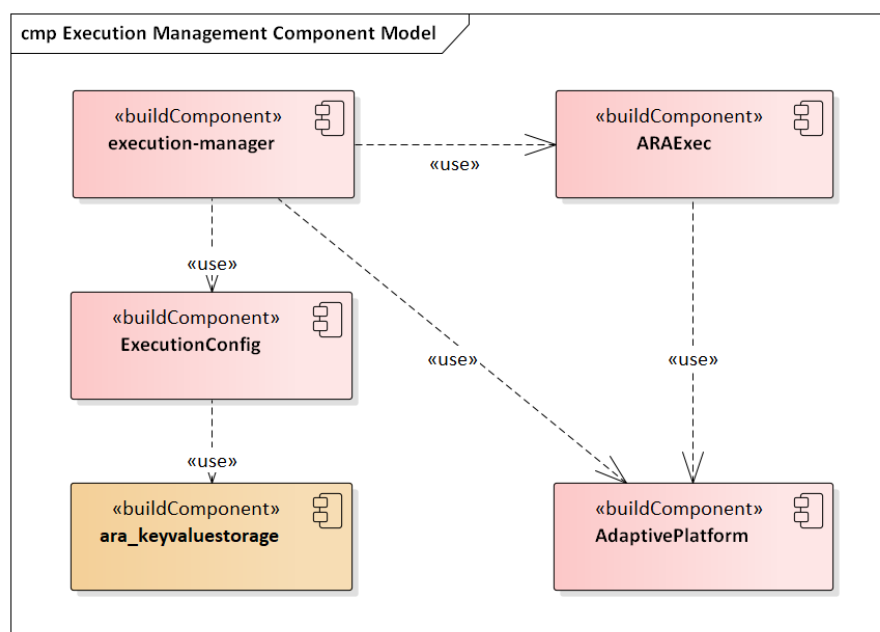 cmp Execution Management Component Model
«buildComponent»
execution-manager
«use»
«buildComponent»
ARAExec
«use»
«buildComponent»
ExecutionConfig
«use»
«use»
«use»
«buildComponent»
ara_keyvaluestorage
«buildComponent»
AdaptivePlatform